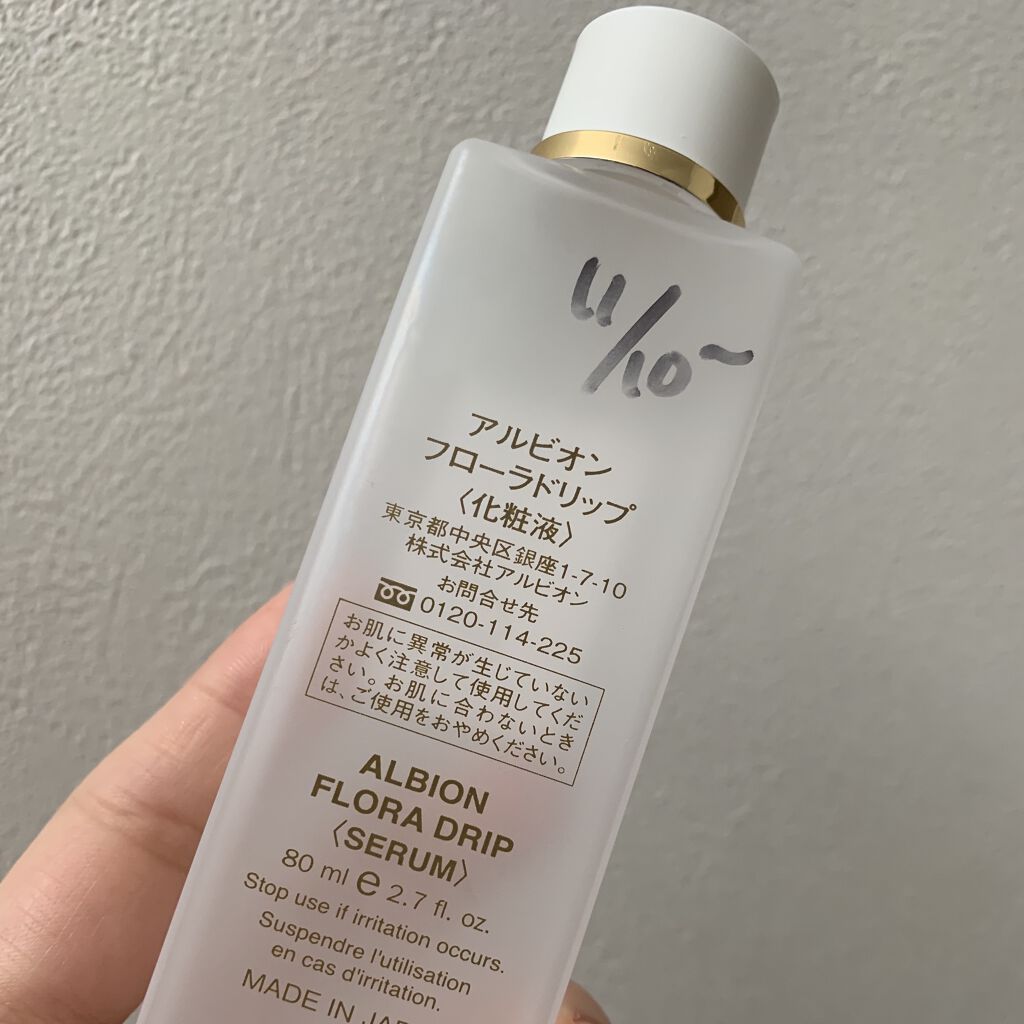 11/10~
アルビオン
フローラドリップ
〈化粧液〉
東京都中央区銀座1-7-10
株式会社アルビオン
お問合せ先
0120-114-225
お肌に異常が生じていない
かよく注意して使用してくだ
さい。お肌に合わないとき
は、ご使用をおやめください。
ALBION
FLORA DRIP
〈SERUM〉
80 ml e 2.7 fl. oz.
Stop use if irritation occurs.
Suspendre l'utilisation
en cas d'irritation.
MADE IN